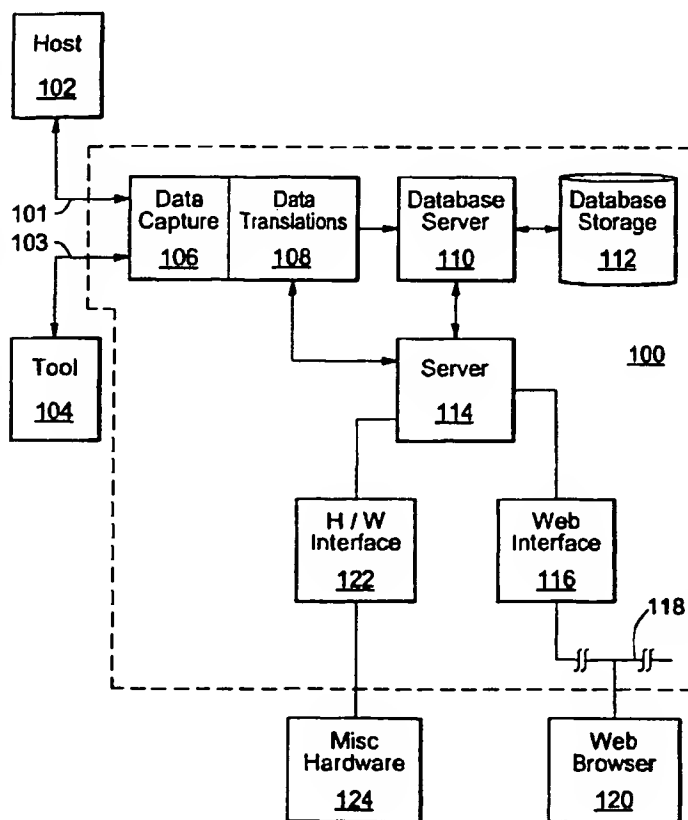 Host
102
101
103
Data
Capture
106
Data
Translations
108
Database
Server
110
Database
Storage
112
Tool
104
Server
114
100
H / W
Interface
122
Web
Interface
116
118
Misc
Hardware
124
Web
Browser
120